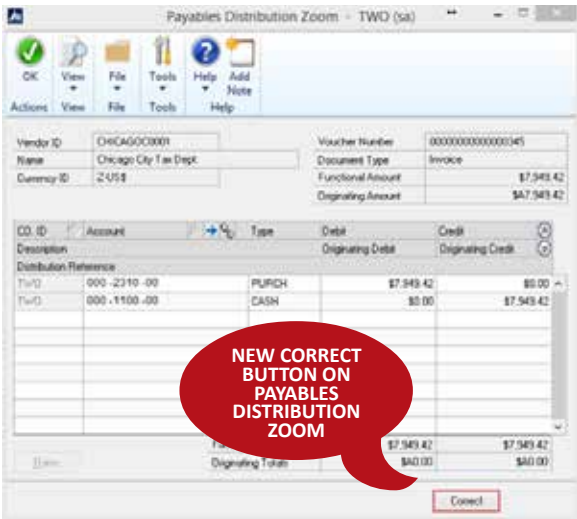 Payables Distribution Zoom - TWO (sa)
OK View File Tools Help Add Note
Actions View File Tools Help
Vendor ID CHICAGOC0001 Voucher Number 00000000000000345
Name Chicago City Tax Dept. Document Type Invoice
Currency ID Z-US$ Functional Amount $7,949.42
Originating Amount $A7,949.42
CO. ID Account Type Debit Credit
Description Originating Debit Originating Credit
Distribution Reference
TWO 000 -2310 -00 PURCH $7,949.42 $0.00
TWO 000 -1100 -00 CASH $0.00 $7,949.42
NEW CORRECT
BUTTON ON
PAYABLES
DISTRIBUTION
ZOOM
$7,949.42 $7,949.42
Originating Totals $A0.00 $A0.00
Correct